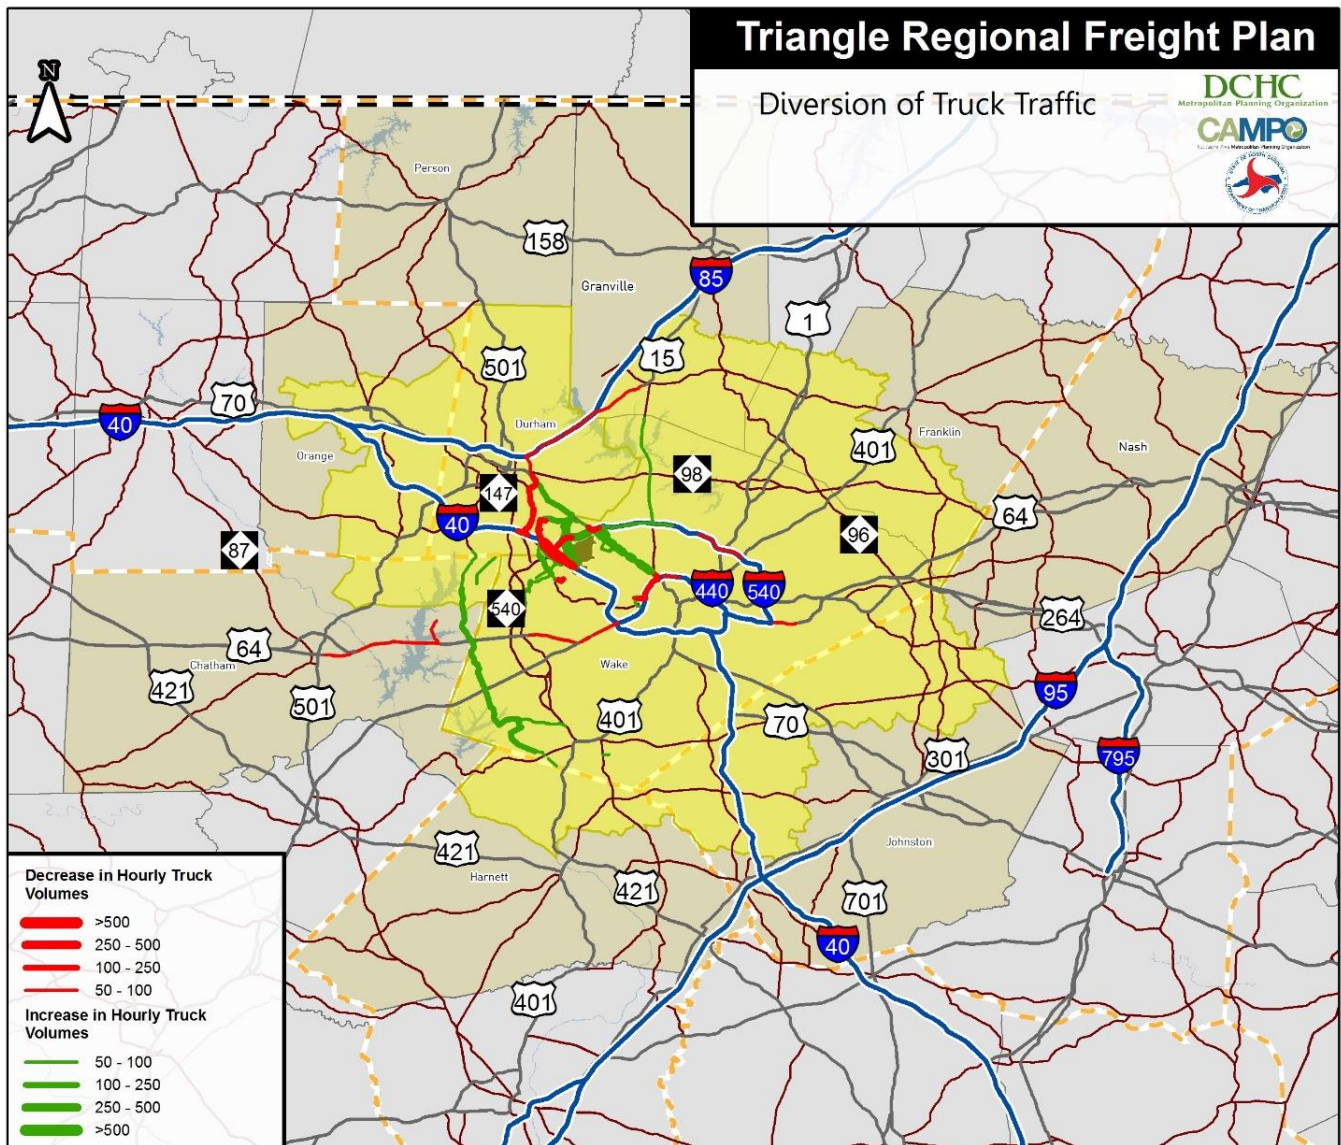 Triangle Regional Freight Plan
Diversion of Truck Traffic
DCHC
Metropolitan Planning Organization
CAMPO
N
Person
158
Granville
85
1
501
15
70
40
Durham
Franklin
401
Nash
Orange
98
147
64
40
96
87
440
540
540
264
64
Chatham
Wake
421
501
95
401
70
301
795
421
Johnston
Harnett
421
701
40
401
Decrease in Hourly Truck
Volumes
>500
250 - 500
100 - 250
50 - 100
Increase in Hourly Truck
Volumes
50 - 100
100 - 250
250 - 500
>500